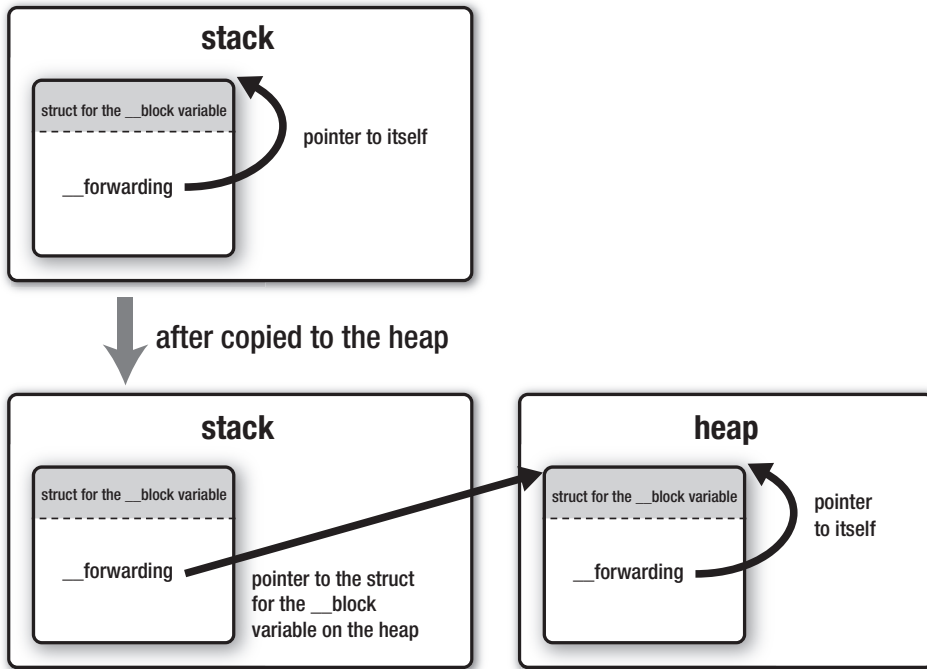 stack
struct for the __block variable
pointer to itself
__forwarding
after copied to the heap
stack
struct for the __block variable
__forwarding
pointer to the struct
for the __block
variable on the heap
heap
struct for the __block variable
pointer
to itself
__forwarding